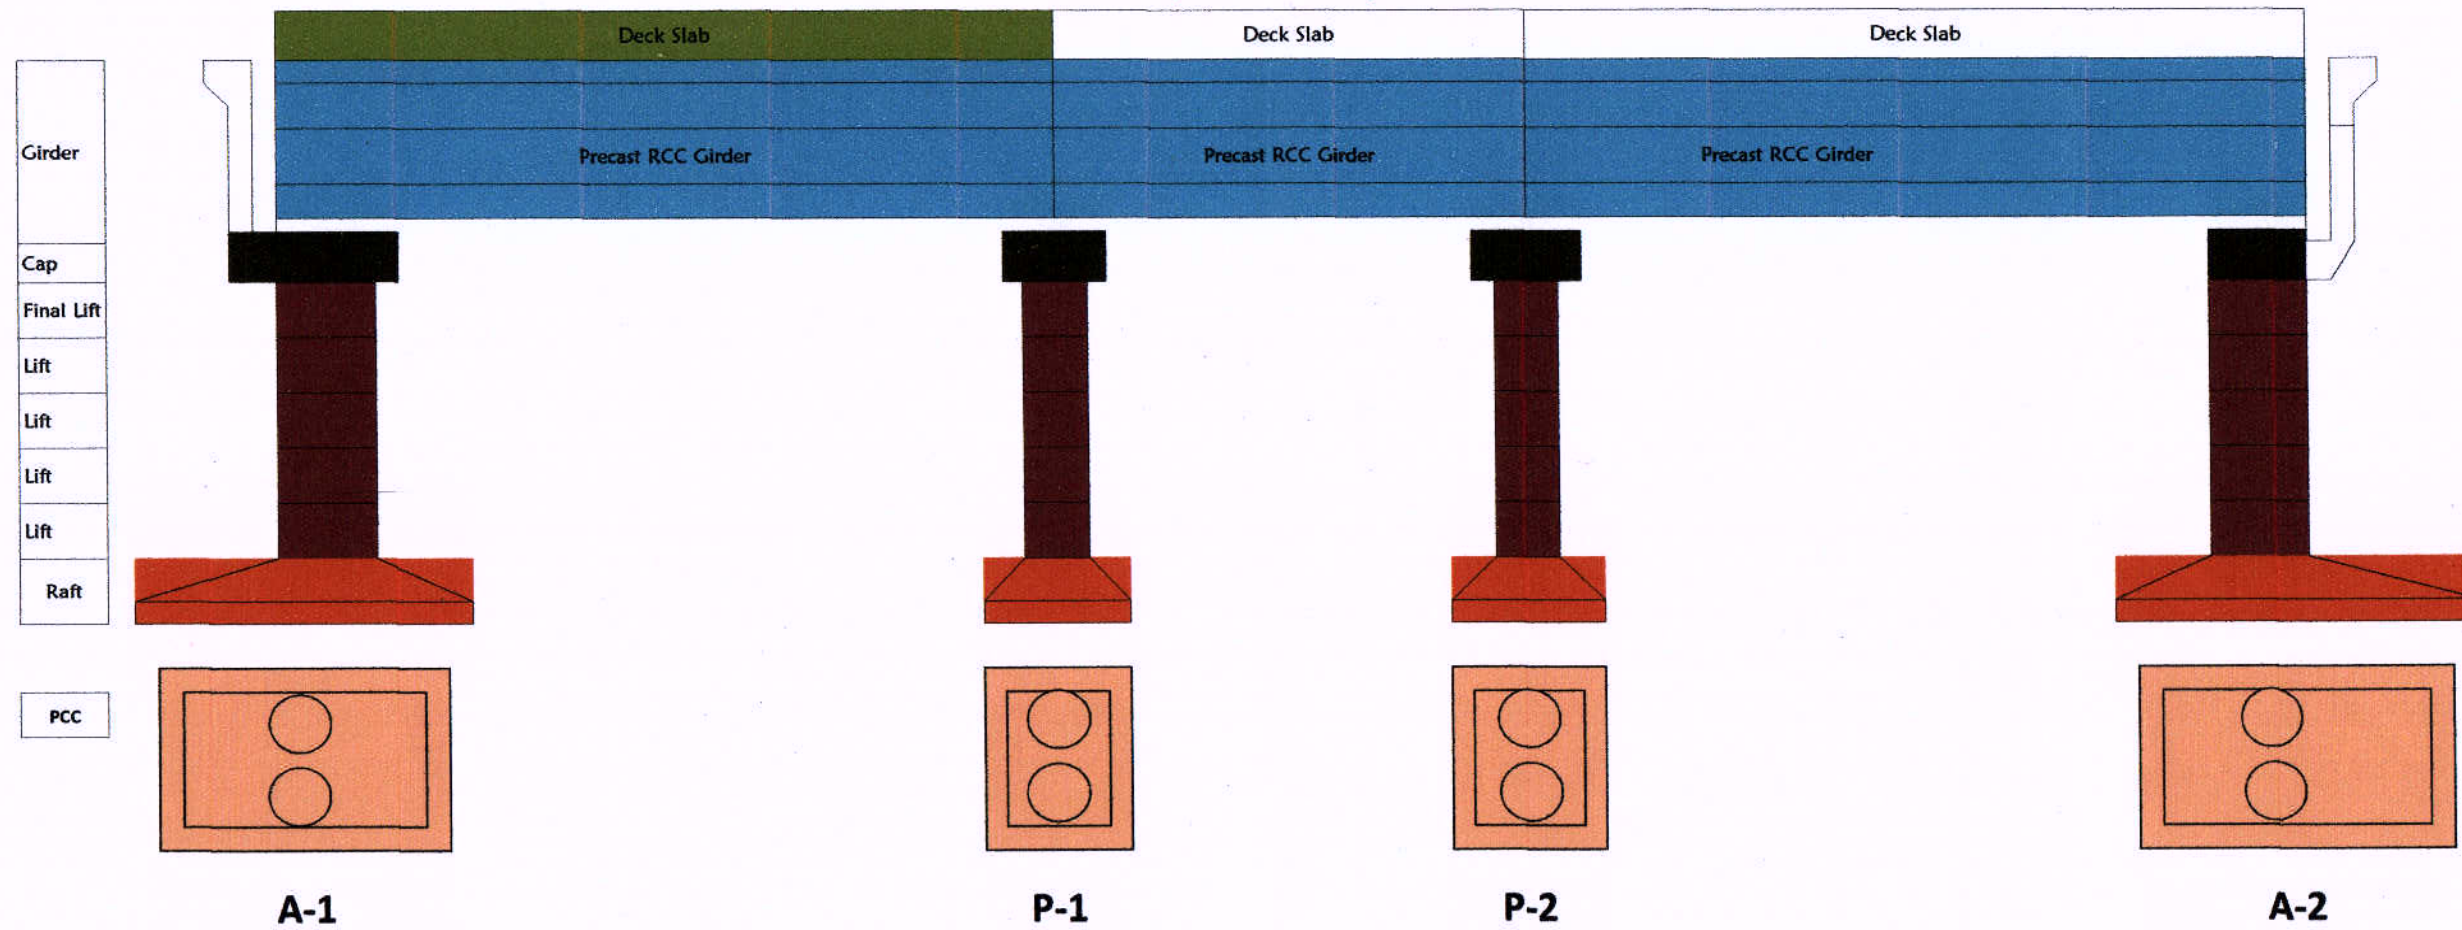 Deck Slab
Deck Slab
Deck Slab
Girder
Precast RCC Girder
Precast RCC Girder
Precast RCC Girder
Cap
Final Lift
Lift
Lift
Lift
Lift
Raft
PCC
A-1
P-1
P-2
A-2